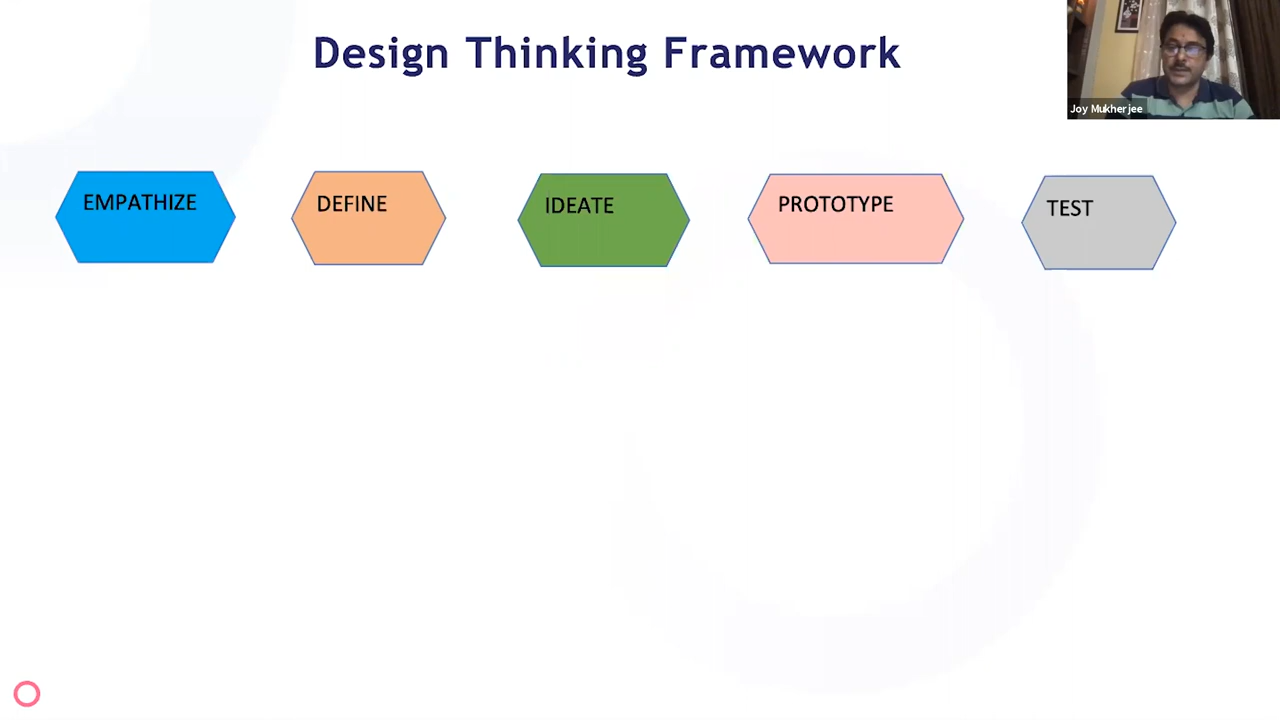 Design Thinking Framework
Joy Mukherjee
EMPATHIZE
DEFINE
IDEATE
PROTOTYPE
TEST